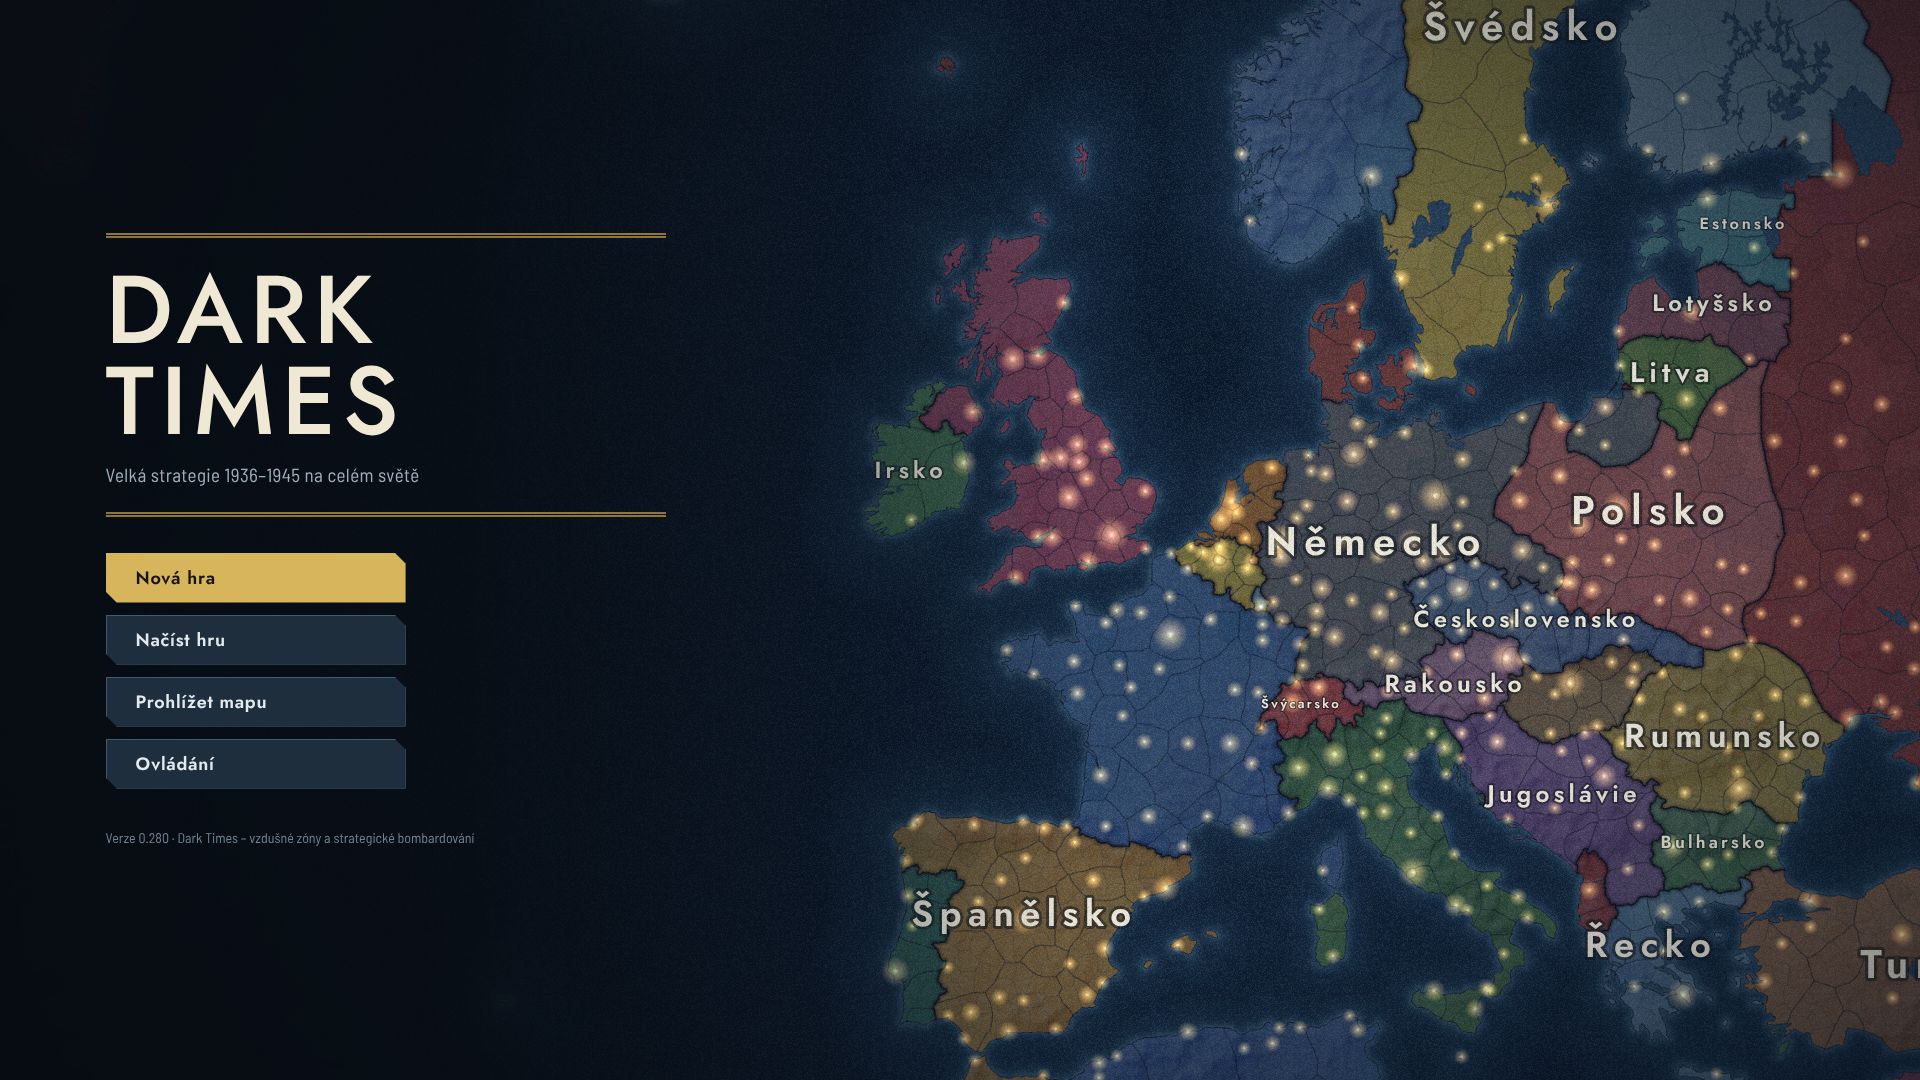 DARK
TIMES
Velká strategie 1936–1945 na celém světě
Nová hra
Načíst hru
Prohlížet mapu
Ovládání
Verze 0.280 · Dark Times – vzdušné zóny a strategické bombardování
Švédsko
Estonsko
Lotyšsko
Litva
Irsko
Polsko
Německo
Československo
Rakousko
Švýcarsko
Rumunsko
Jugoslávie
Bulharsko
Španělsko
Řecko
Tur